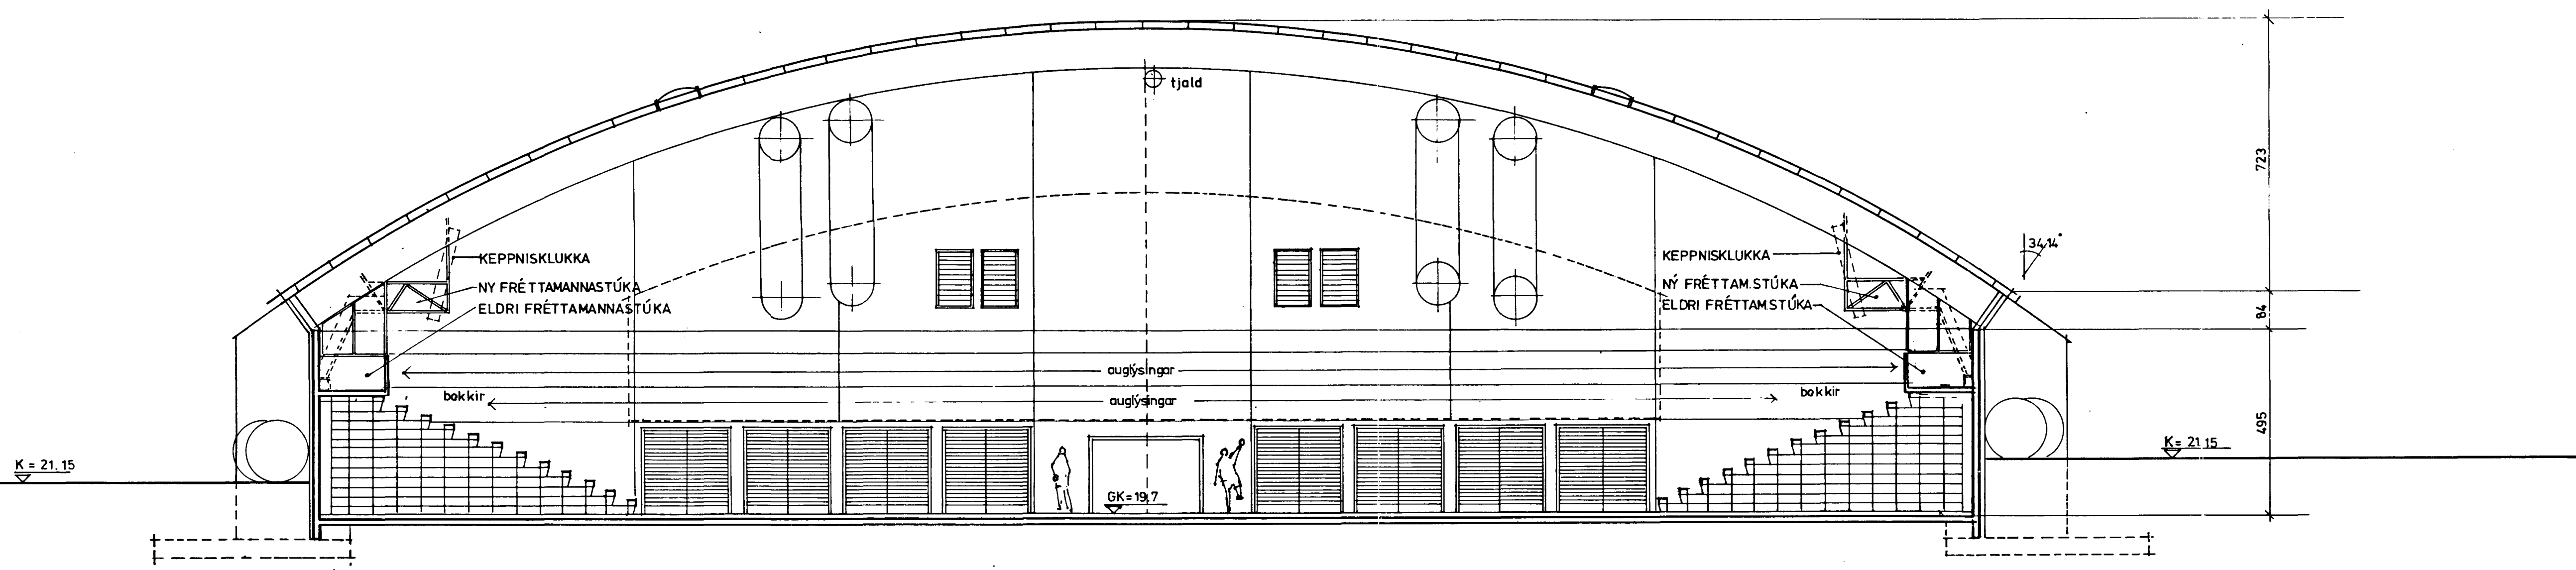 tjald
723
34,14°
KEPPNISKLUKKA
KEPPNISKLUKKA
NY FRÉTTAMANNASTÚKA
NÝ FRÉTTAM.STÚKA
ELDRI FRÉTTAMANNASTÚKA
ELDRI FRÉTTAM.STÚKA
84
auglýsingar
bekkir
auglýsingar
bekkir
495
K = 21.15
K = 21.15
GK = 19.7